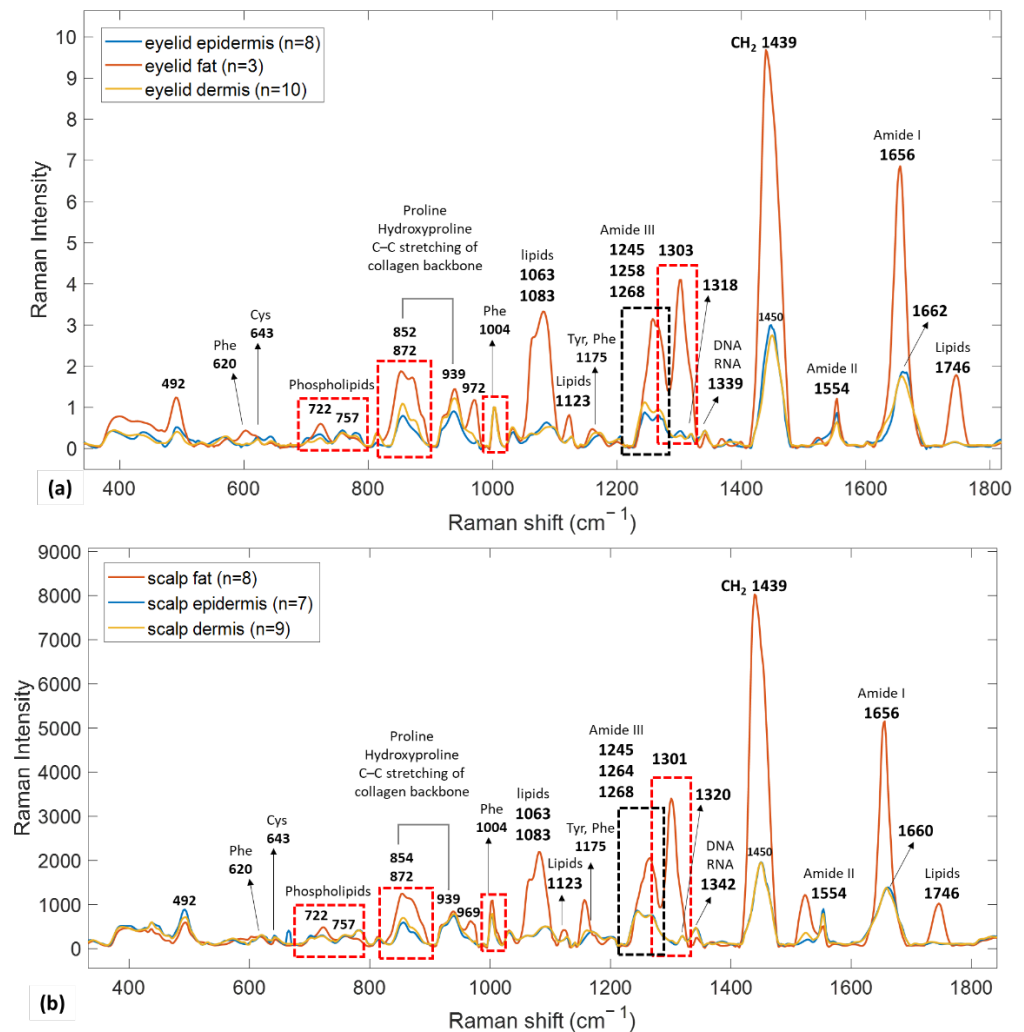 eyelid epidermis (n=8)
eyelid fat (n=3)
eyelid dermis (n=10)
Raman Intensity
10
9
8
7
6
5
4
3
2
1
0
492
Phe
620
Cys
643
Phospholipids
722 757
Proline
Hydroxyproline
C–C stretching of
collagen backbone
852
872
939
972
Phe
1004
lipids
1063
1083
Lipids
1123
Tyr, Phe
1175
Amide III
1245
1258
1268
1303
1318
DNA
RNA
1339
CH₂ 1439
1450
Amide II
1554
Amide I
1656
1662
Lipids
1746
400 600 800 1000 1200 1400 1600 1800
Raman shift (cm⁻¹)
(a)
scalp fat (n=8)
scalp epidermis (n=7)
scalp dermis (n=9)
Raman Intensity
9000
8000
7000
6000
5000
4000
3000
2000
1000
0
492
Phe
620
Cys
643
Phospholipids
722 757
Proline
Hydroxyproline
C–C stretching of
collagen backbone
854
872
939
969
Phe
1004
lipids
1063
1083
Lipids
1123
Tyr, Phe
1175
Amide III
1245
1264
1268
1301
1320
DNA
RNA
1342
CH₂ 1439
1450
Amide II
1554
Amide I
1656
1660
Lipids
1746
400 600 800 1000 1200 1400 1600 1800
Raman shift (cm⁻¹)
(b)